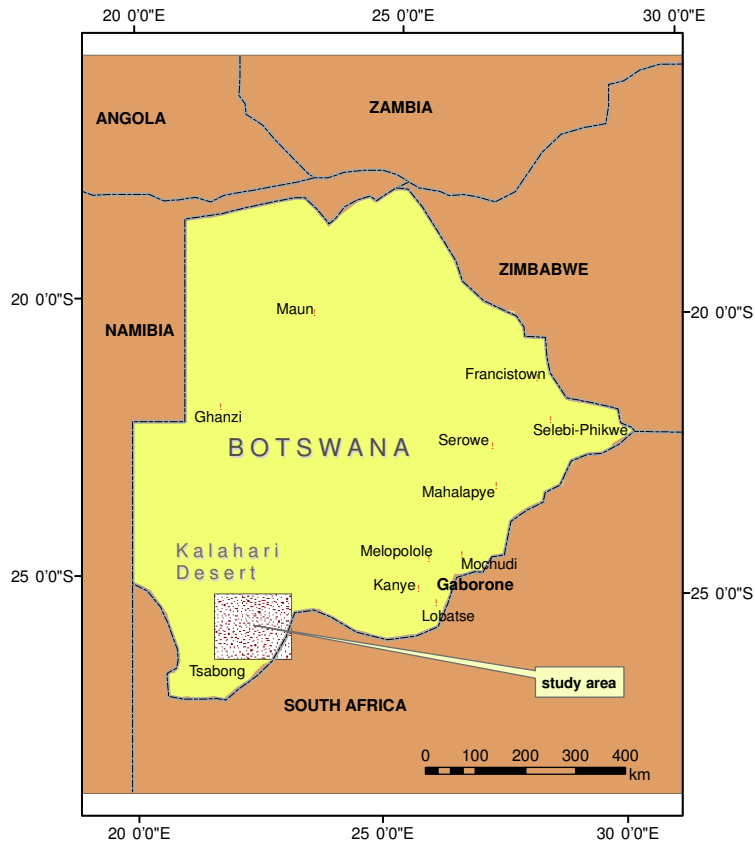 20 0'0"E
25 0'0"E
30 0'0"E
ANGOLA
ZAMBIA
ZIMBABWE
20 0'0"S
20 0'0"S
NAMIBIA
Maun
Francistown
Ghanzi
Selebi-Phikwe
BOTSWANA
Serowe
Mahalapye
Kalahari
Desert
Melopolole
Mochudi
25 0'0"S
25 0'0"S
Kanye
Gaborone
Lobatse
Tsabong
study area
SOUTH AFRICA
0
100
200
300
400
km
20 0'0"E
25 0'0"E
30 0'0"E